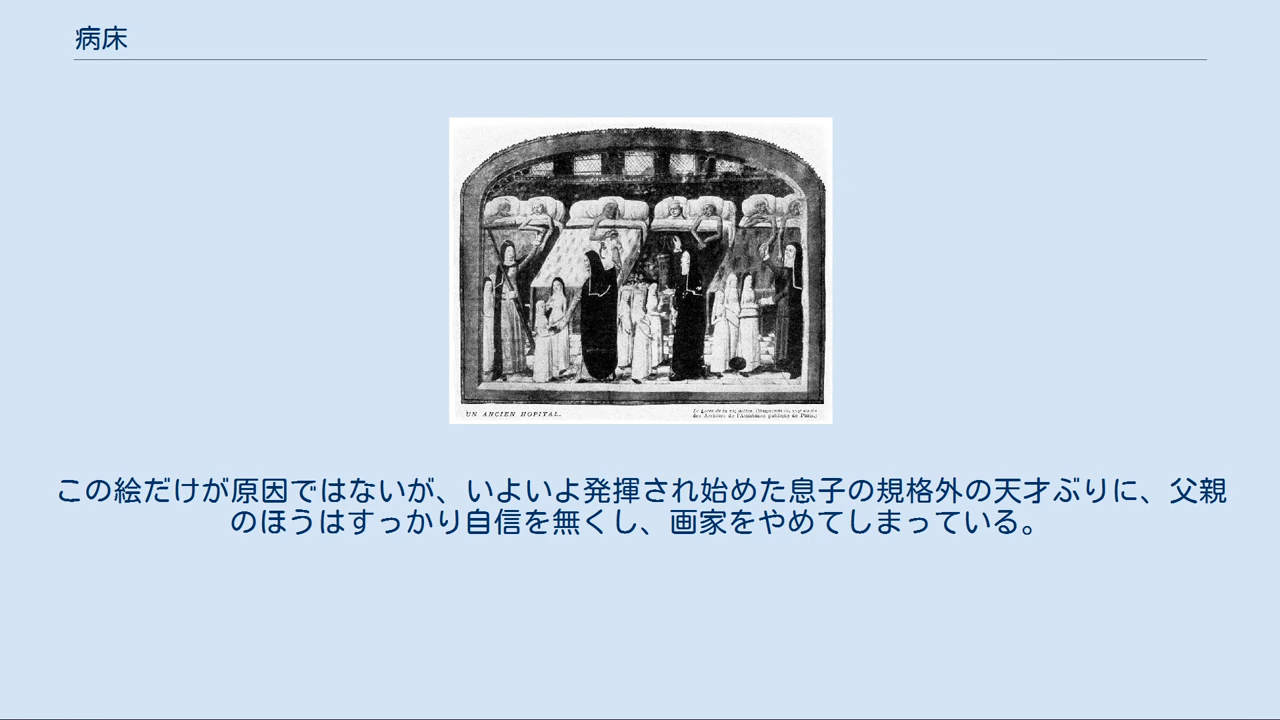 病床
UN ANCIEN HOPITAL.
この絵だけが原因ではないが、いよいよ発揮され始めた息子の規格外の天才ぶりに、父親
のほうはすっかり自信を無くし、画家をやめてしまっている。